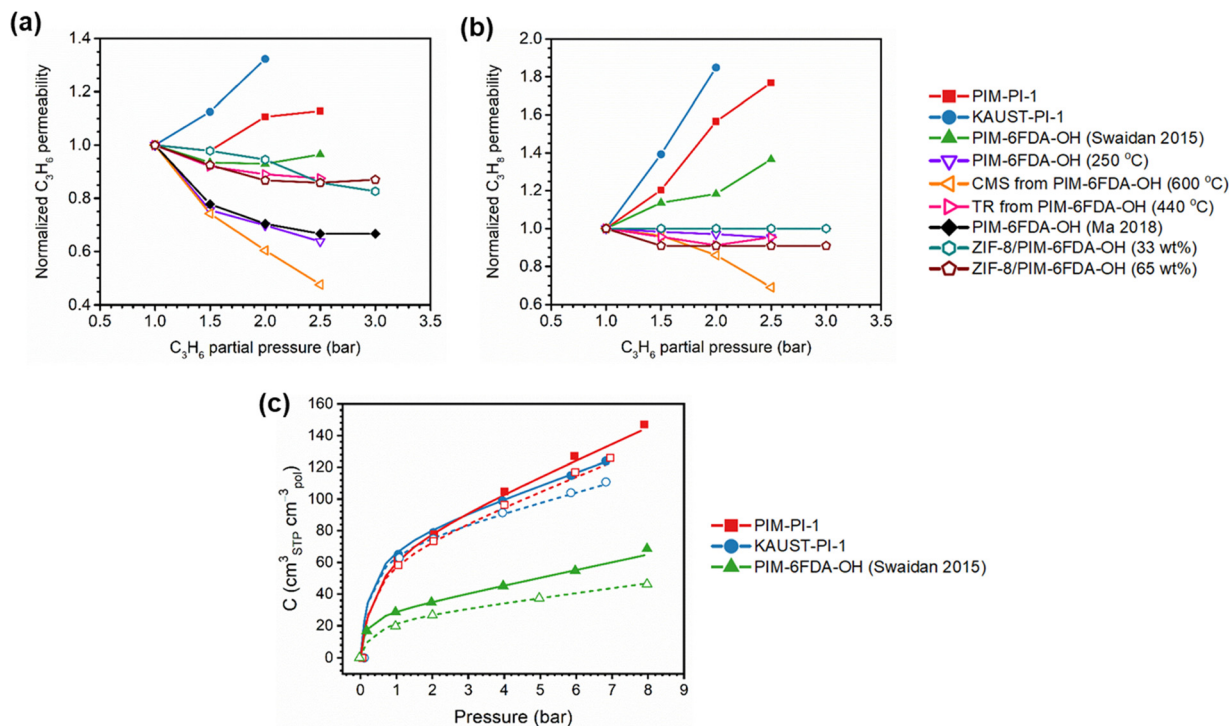 (a)
1.4
1.2
1.0
0.8
0.6
0.4
Normalized C₃H₆ permeability
0.5 1.0 1.5 2.0 2.5 3.0 3.5
C₃H₆ partial pressure (bar)
(b)
2.0
1.8
1.6
1.4
1.2
1.0
0.8
0.6
Normalized C₃H₈ permeability
0.5 1.0 1.5 2.0 2.5 3.0 3.5
C₃H₆ partial pressure (bar)
PIM-PI-1
KAUST-PI-1
PIM-6FDA-OH (Swaidan 2015)
PIM-6FDA-OH (250 °C)
CMS from PIM-6FDA-OH (600 °C)
TR from PIM-6FDA-OH (440 °C)
PIM-6FDA-OH (Ma 2018)
ZIF-8/PIM-6FDA-OH (33 wt%)
ZIF-8/PIM-6FDA-OH (65 wt%)
(c)
160
140
120
100
80
60
40
20
0
C (cm³STP cm⁻³pol)
0 1 2 3 4 5 6 7 8 9
Pressure (bar)
PIM-PI-1
KAUST-PI-1
PIM-6FDA-OH (Swaidan 2015)